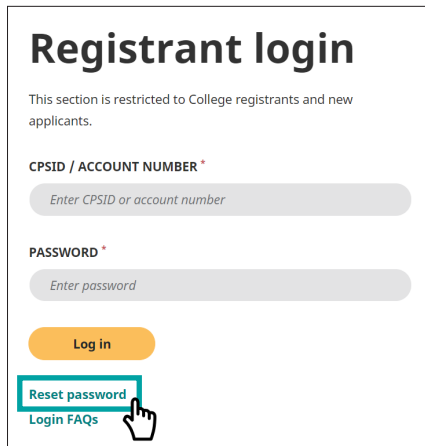 Registrant login
This section is restricted to College registrants and new
applicants.
CPSID / ACCOUNT NUMBER *
Enter CPSID or account number
PASSWORD *
Enter password
Log in
Reset password
Login FAQs